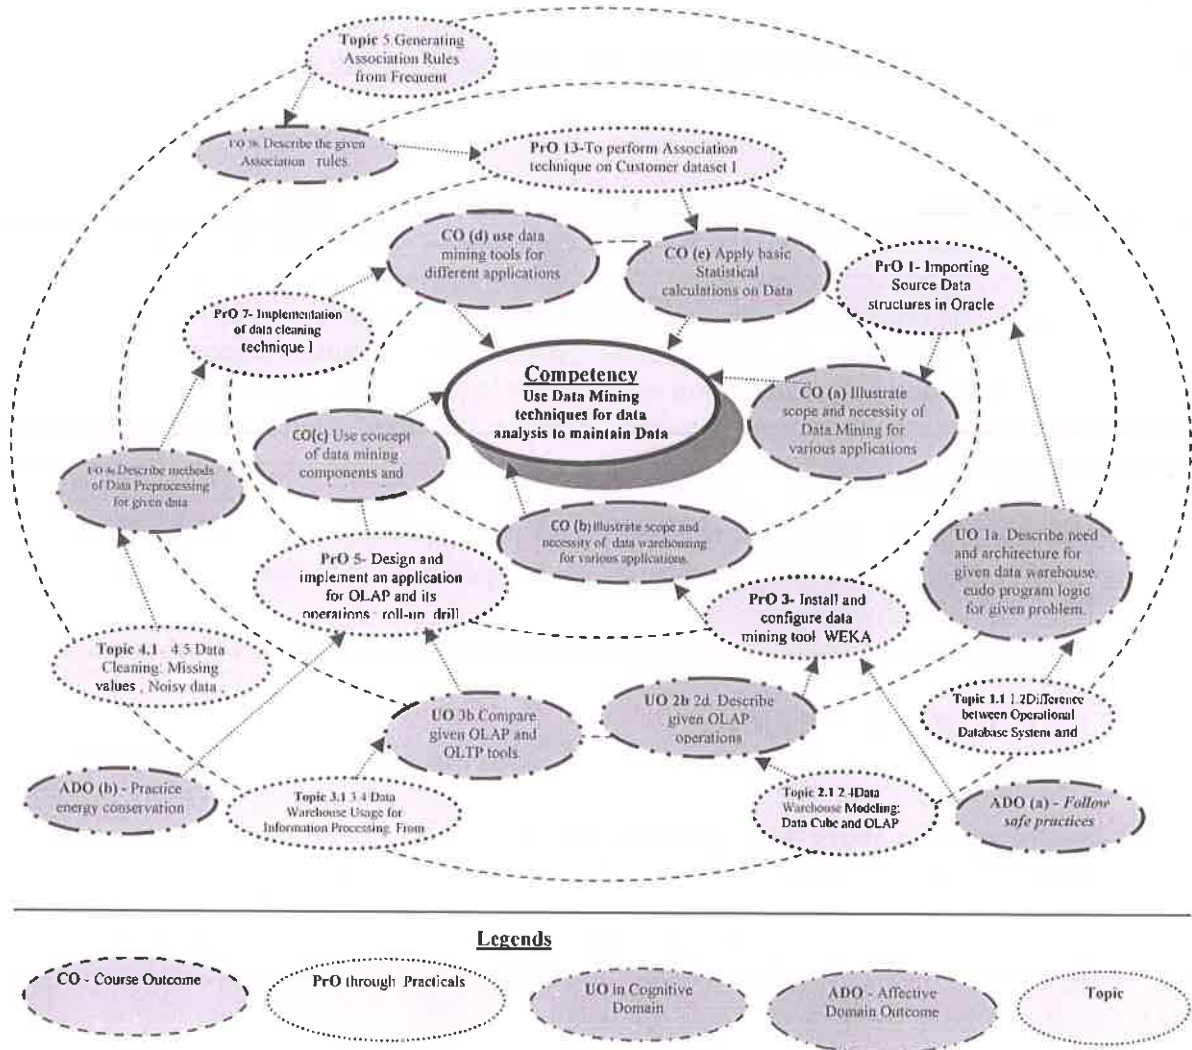 Topic 5 Generating
Association Rules
from Frequent
Describe the given
Association rules.
PrO 13-To perform Association
technique on Customer dataset I
CO (d) use data
mining tools for
different applications
CO (e) Apply basic
Statistical
calculations on Data
PrO 1- Importing
Source Data
structures in Oracle
PrO 7- Implementation
of data cleaning
technique I
Competency
Use Data Mining
techniques for data
analysis to maintain Data
CO (a) Illustrate
scope and necessity of
Data Mining for
various applications
CO(c) Use concept
of data mining
components and
Describe methods
of Data Preprocessing
for given data
CO (b) Illustrate scope and
necessity of data warehousing
for various applications.
UO 1a. Describe need
and architecture for
given data warehouse.
eudo program logic
for given problem.
PrO 5- Design and
implement an application
for OLAP and its
operations roll-up drill
PrO 3- Install and
configure data
mining tool WEKA
Topic 4.1 - 4.5 Data
Cleaning: Missing
values , Noisy data ,
UO 3b Compare
given OLAP and
OLTP tools
UO 2b 2d. Describe
given OLAP
operations
Topic 1.1 1.2Difference
between Operational
Database System and
ADO (b) - Practice
energy conservation
Topic 3.1 3.4 Data
Warehouse Usage for
Information Processing, From
Topic 2.1 2.4Data
Warehouse Modeling:
Data Cube and OLAP
ADO (a) - Follow
safe practices
Legends
CO - Course Outcome
PrO through Practicals
UO in Cognitive
Domain
ADO - Affective
Domain Outcome
Topic